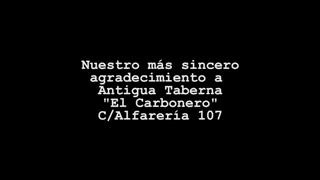 Nuestro más sincero
agradecimiento a
Antigua Taberna
"El Carbonero"
C/Alfarería 107